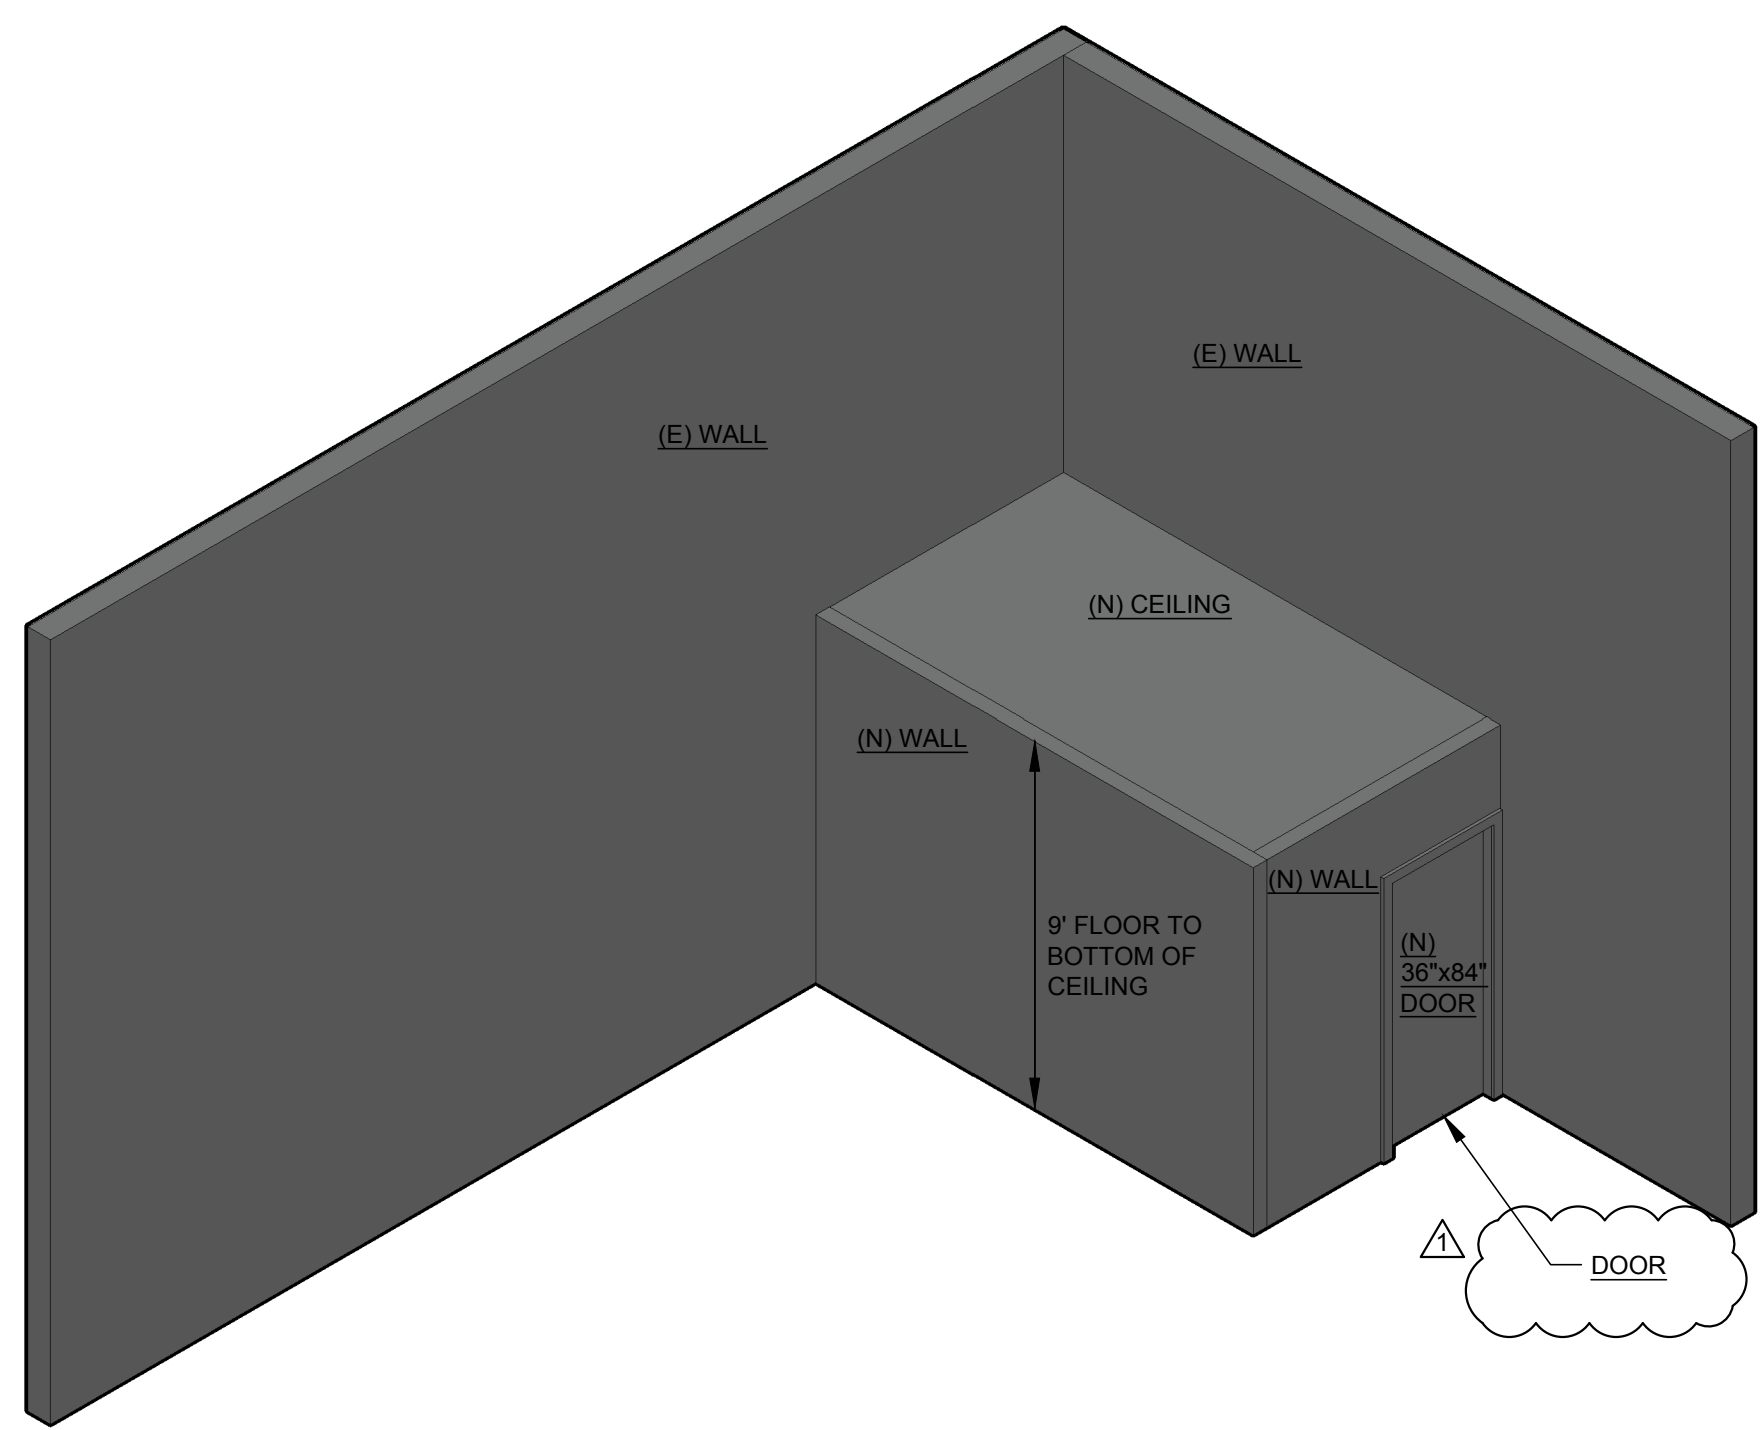 (E) WALL
(E) WALL
(N) CEILING
(N) WALL
(N) WALL
9' FLOOR TO
BOTTOM OF
CEILING
(N)
36"x84"
DOOR
1
DOOR